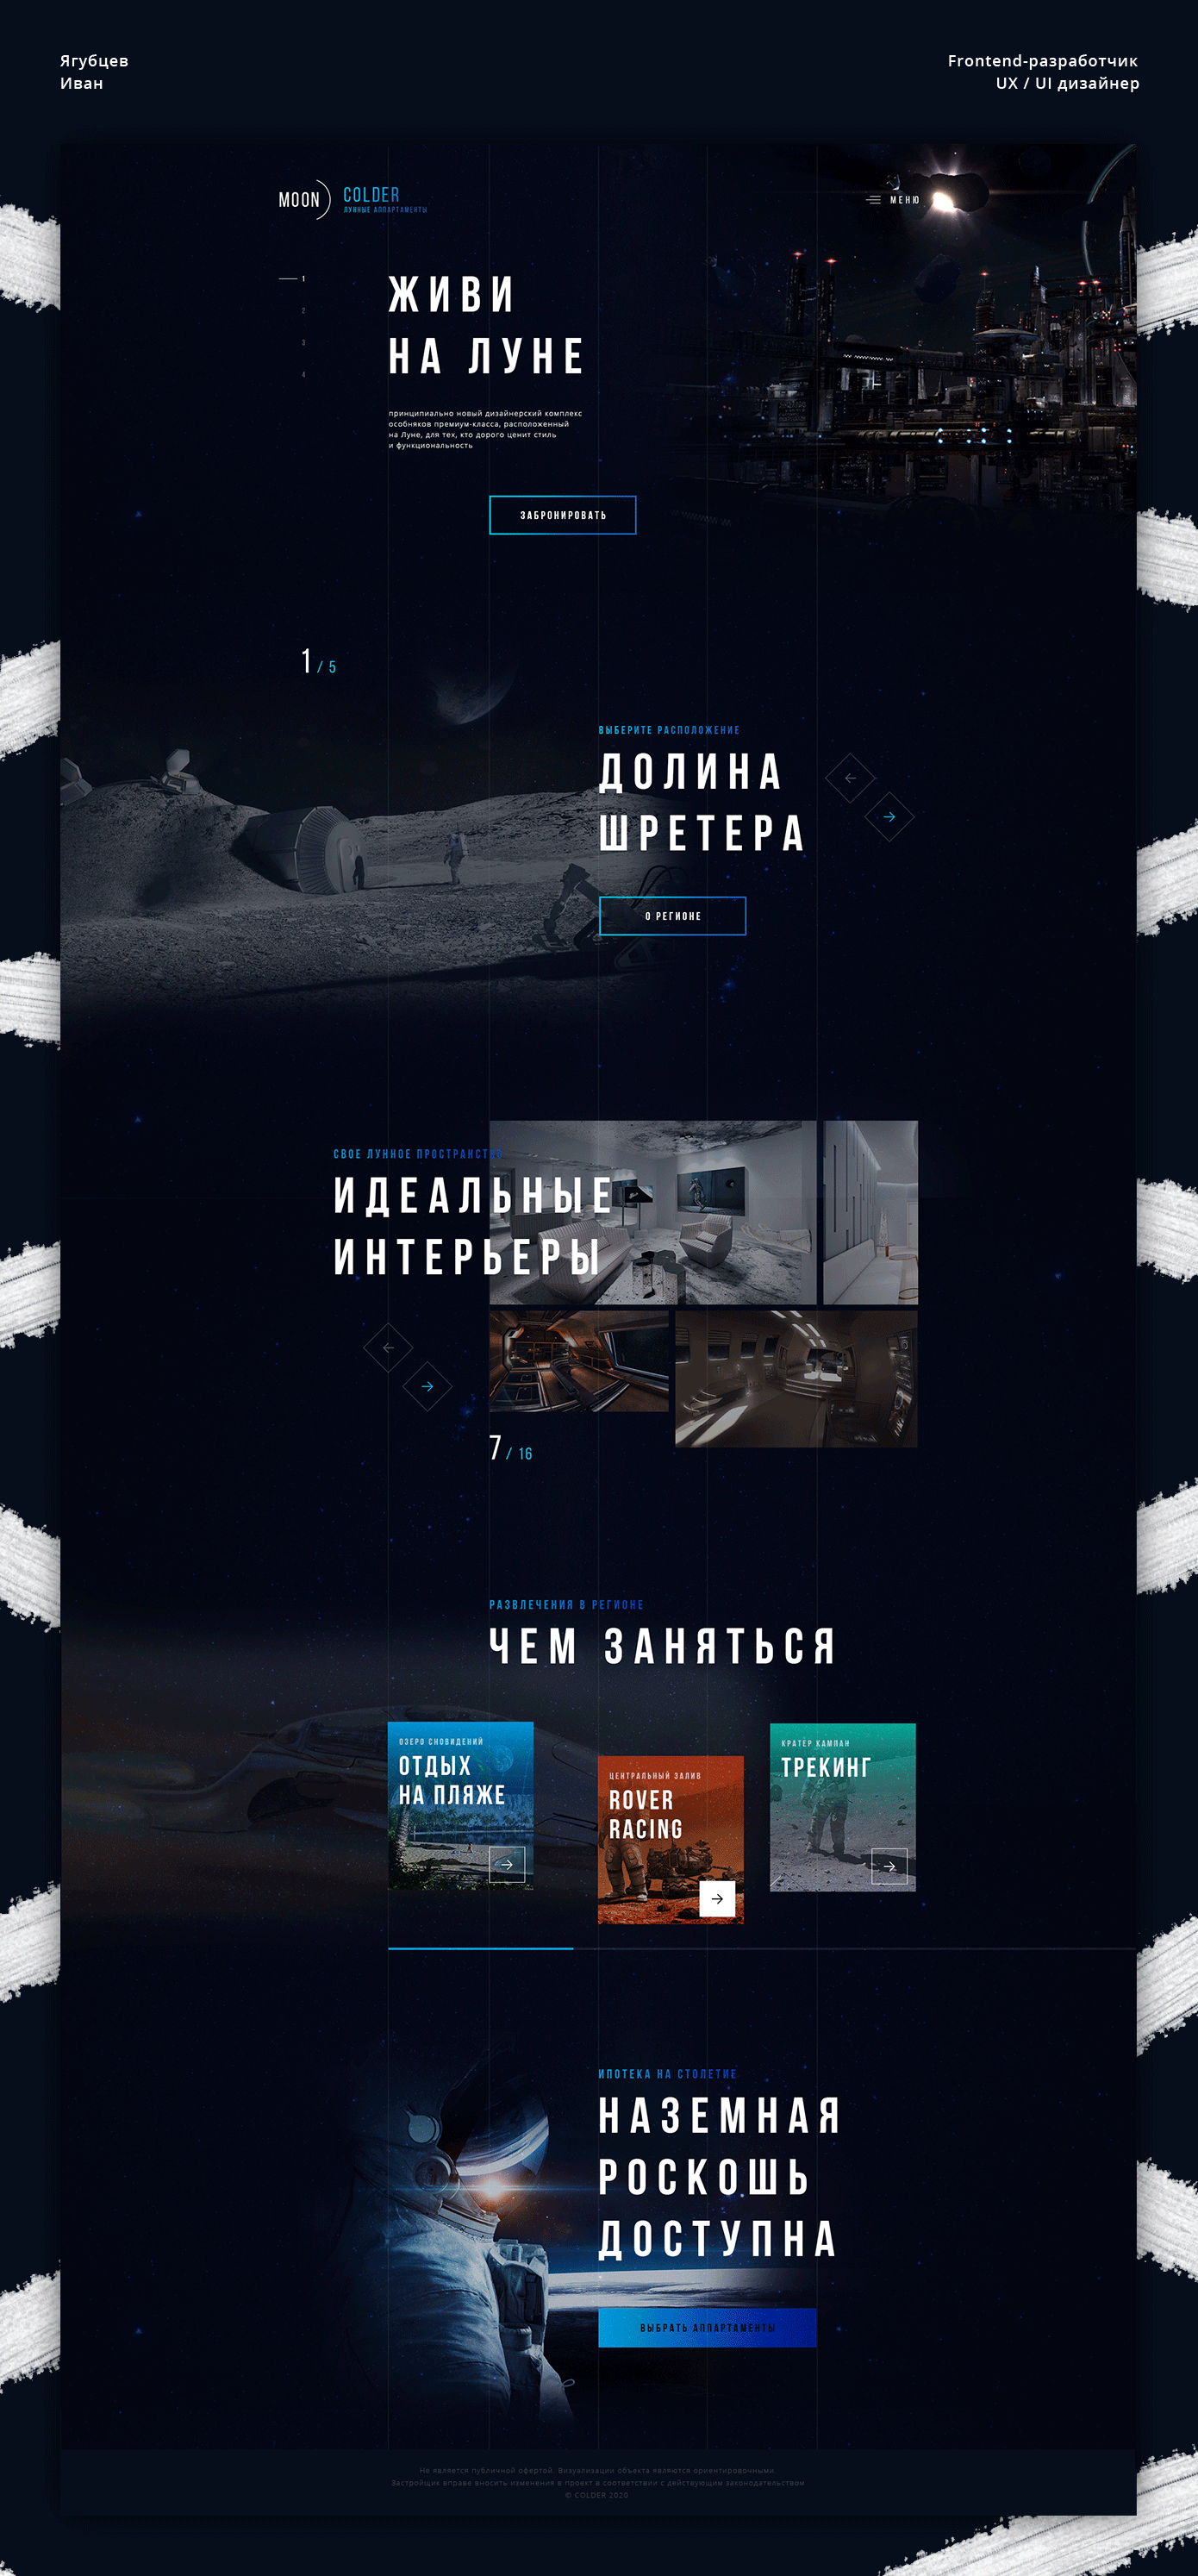 Ягубцев
Иван
Frontend-разработчик
UX / UI дизайнер
MOON
COLDER
ЛУННЫЕ АППАРТАМЕНТЫ
МЕНЮ
1
2
3
4
ЖИВИ
НА ЛУНЕ
принципиально новый дизайнерский комплекс
особняков премиум-класса, расположенный
на Луне, для тех, кто дорого ценит стиль
и функциональность
ЗАБРОНИРОВАТЬ
1 / 5
ВЫБЕРИТЕ РАСПОЛОЖЕНИЕ
ДОЛИНА
ШРЕТЕРА
О РЕГИОНЕ
СВОЕ ЛУННОЕ ПРОСТРАНСТВО
ИДЕАЛЬНЫЕ
ИНТЕРЬЕРЫ
7 / 16
РАЗВЛЕЧЕНИЯ В РЕГИОНЕ
ЧЕМ ЗАНЯТЬСЯ
ОЗЕРО СНОВИДЕНИЙ
ОТДЫХ
НА ПЛЯЖЕ
ЦЕНТРАЛЬНЫЙ ЗАЛИВ
ROVER
RACING
КРАТЕР КАМПАН
ТРЕКИНГ
ИПОТЕКА НА СТОЛЕТИЕ
НАЗЕМНАЯ
РОСКОШЬ
ДОСТУПНА
ВЫБРАТЬ АППАРТАМЕНТЫ
Не является публичной офертой. Визуализации объекта являются ориентировочными.
Застройщик вправе вносить изменения в проект в соответствии с действующим законодательством
© COLDER 2020